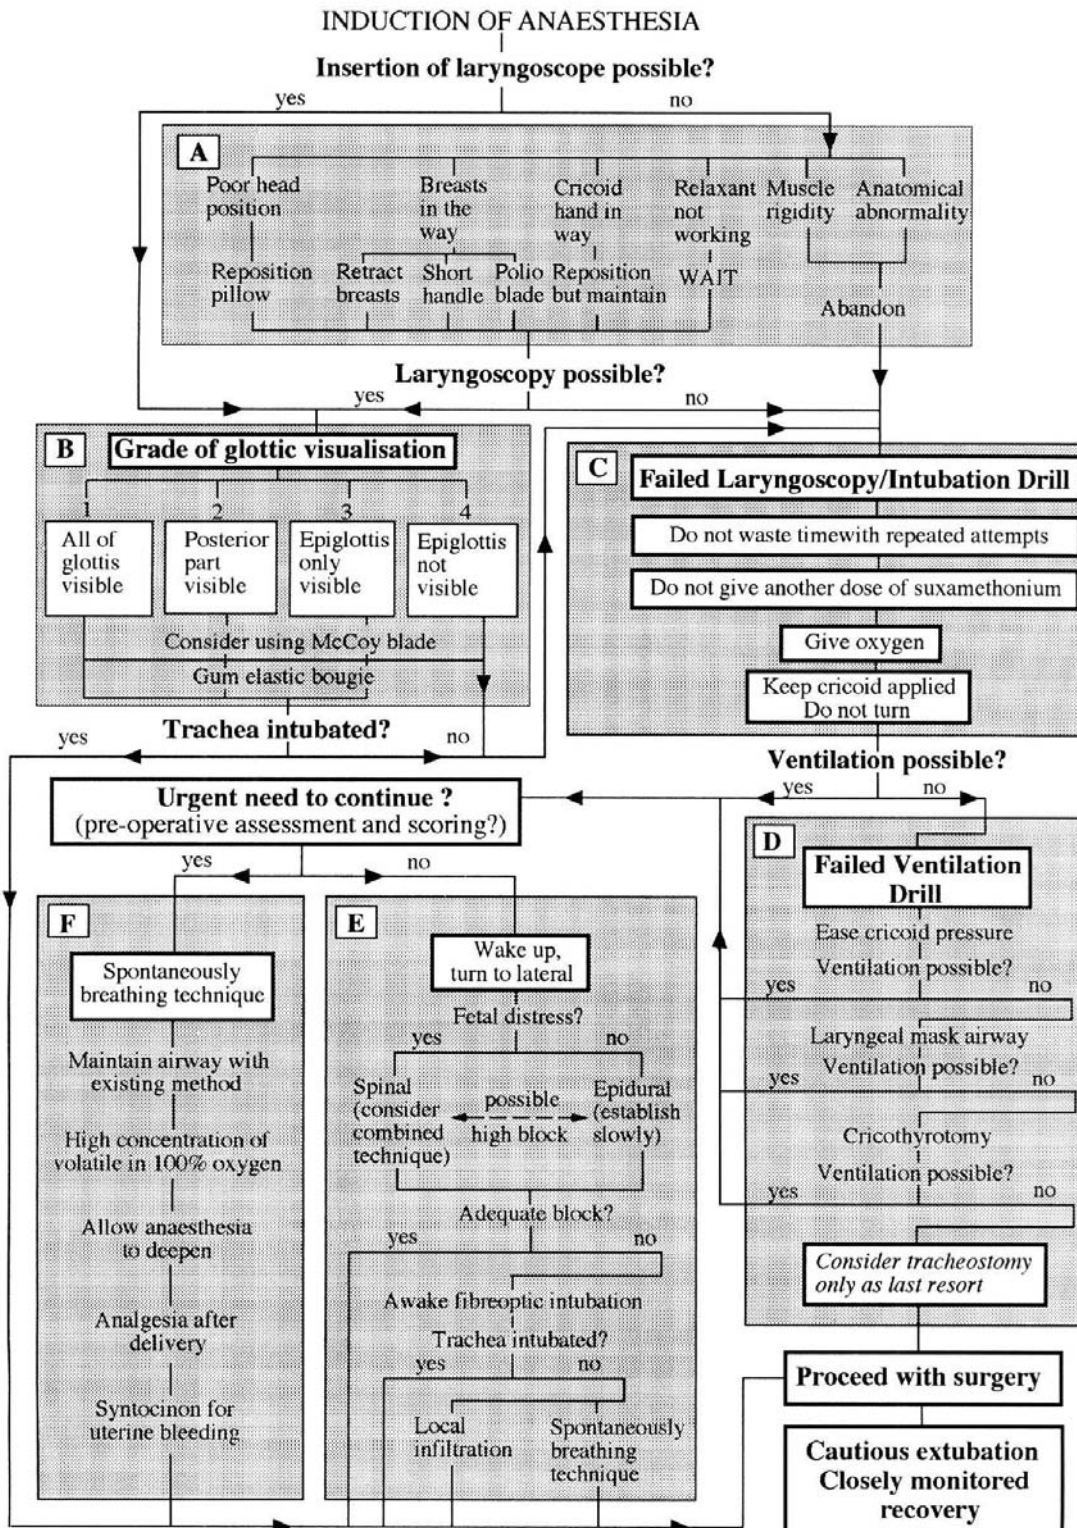 INDUCTION OF ANAESTHESIA
Insertion of laryngoscope possible?
yes
no
A
Poor head
position
Breasts
in the
way
Cricoid
hand in
way
Relaxant
not
working
Muscle
rigidity
Anatomical
abnormality
Reposition
pillow
Retract
breasts
Short
handle
Polio
blade
Reposition
but maintain
WAIT
Abandon
Laryngoscopy possible?
yes
no
B
Grade of glottic visualisation
1
2
3
4
All of
glottis
visible
Posterior
part
visible
Epiglottis
only
visible
Epiglottis
not
visible
Consider using McCoy blade
Gum elastic bougie
Trachea intubated?
yes
no
C
Failed Laryngoscopy/Intubation Drill
Do not waste timewith repeated attempts
Do not give another dose of suxamethonium
Give oxygen
Keep cricoid applied
Do not turn
Ventilation possible?
yes
no
Urgent need to continue ?
(pre-operative assessment and scoring?)
yes
no
D
Failed Ventilation
Drill
Ease cricoid pressure
Ventilation possible?
yes
no
Laryngeal mask airway
Ventilation possible?
yes
no
Cricothyrotomy
Ventilation possible?
yes
no
Consider tracheostomy
only as last resort
F
Spontaneously
breathing technique
Maintain airway with
existing method
High concentration of
volatile in 100% oxygen
Allow anaesthesia
to deepen
Analgesia after
delivery
Syntocinon for
uterine bleeding
E
Wake up,
turn to lateral
Fetal distress?
yes
no
Spinal
(consider
combined
technique)
possible
high block
Epidural
(establish
slowly)
Adequate block?
yes
no
Awake fibreoptic intubation
Trachea intubated?
yes
no
Local
infiltration
Spontaneously
breathing
technique
Proceed with surgery
Cautious extubation
Closely monitored
recovery